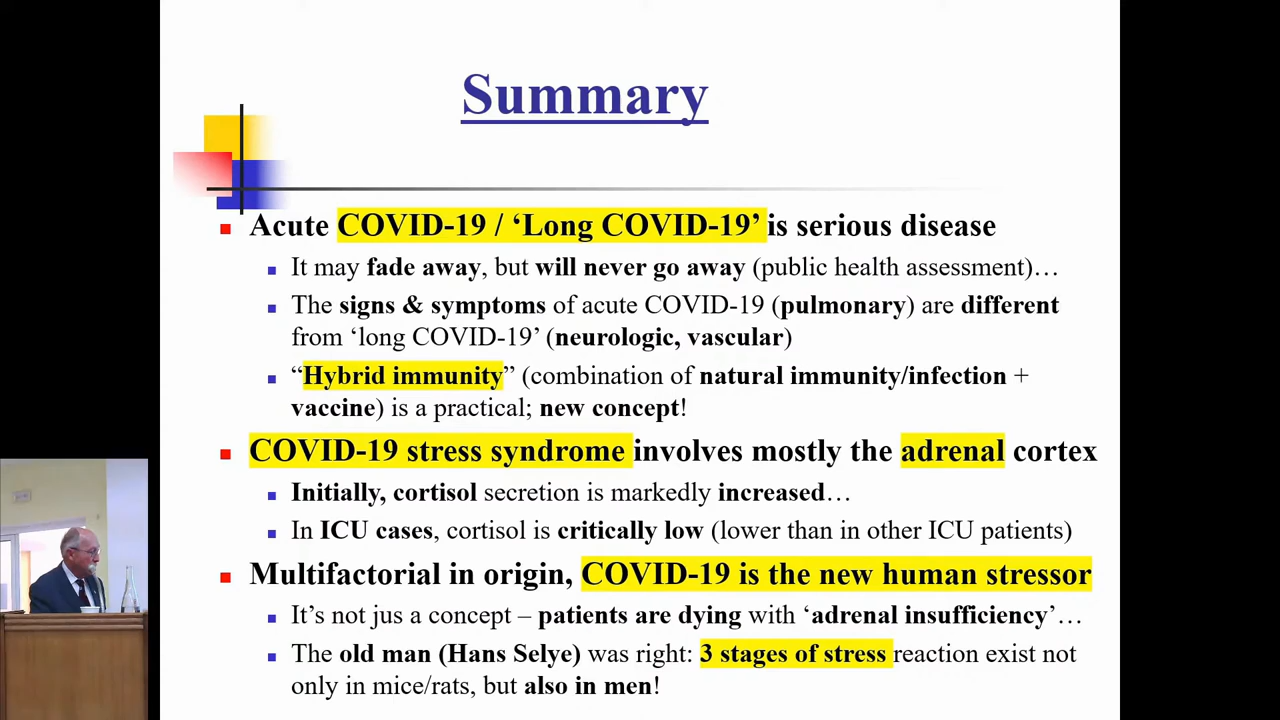 Summary
Acute COVID-19 / ‘Long COVID-19’ is serious disease
It may fade away, but will never go away (public health assessment)…
The signs & symptoms of acute COVID-19 (pulmonary) are different
from ‘long COVID-19’ (neurologic, vascular)
“Hybrid immunity” (combination of natural immunity/infection +
vaccine) is a practical; new concept!
COVID-19 stress syndrome involves mostly the adrenal cortex
Initially, cortisol secretion is markedly increased…
In ICU cases, cortisol is critically low (lower than in other ICU patients)
Multifactorial in origin, COVID-19 is the new human stressor
It’s not jus a concept – patients are dying with ‘adrenal insufficiency’…
The old man (Hans Selye) was right: 3 stages of stress reaction exist not
only in mice/rats, but also in men!